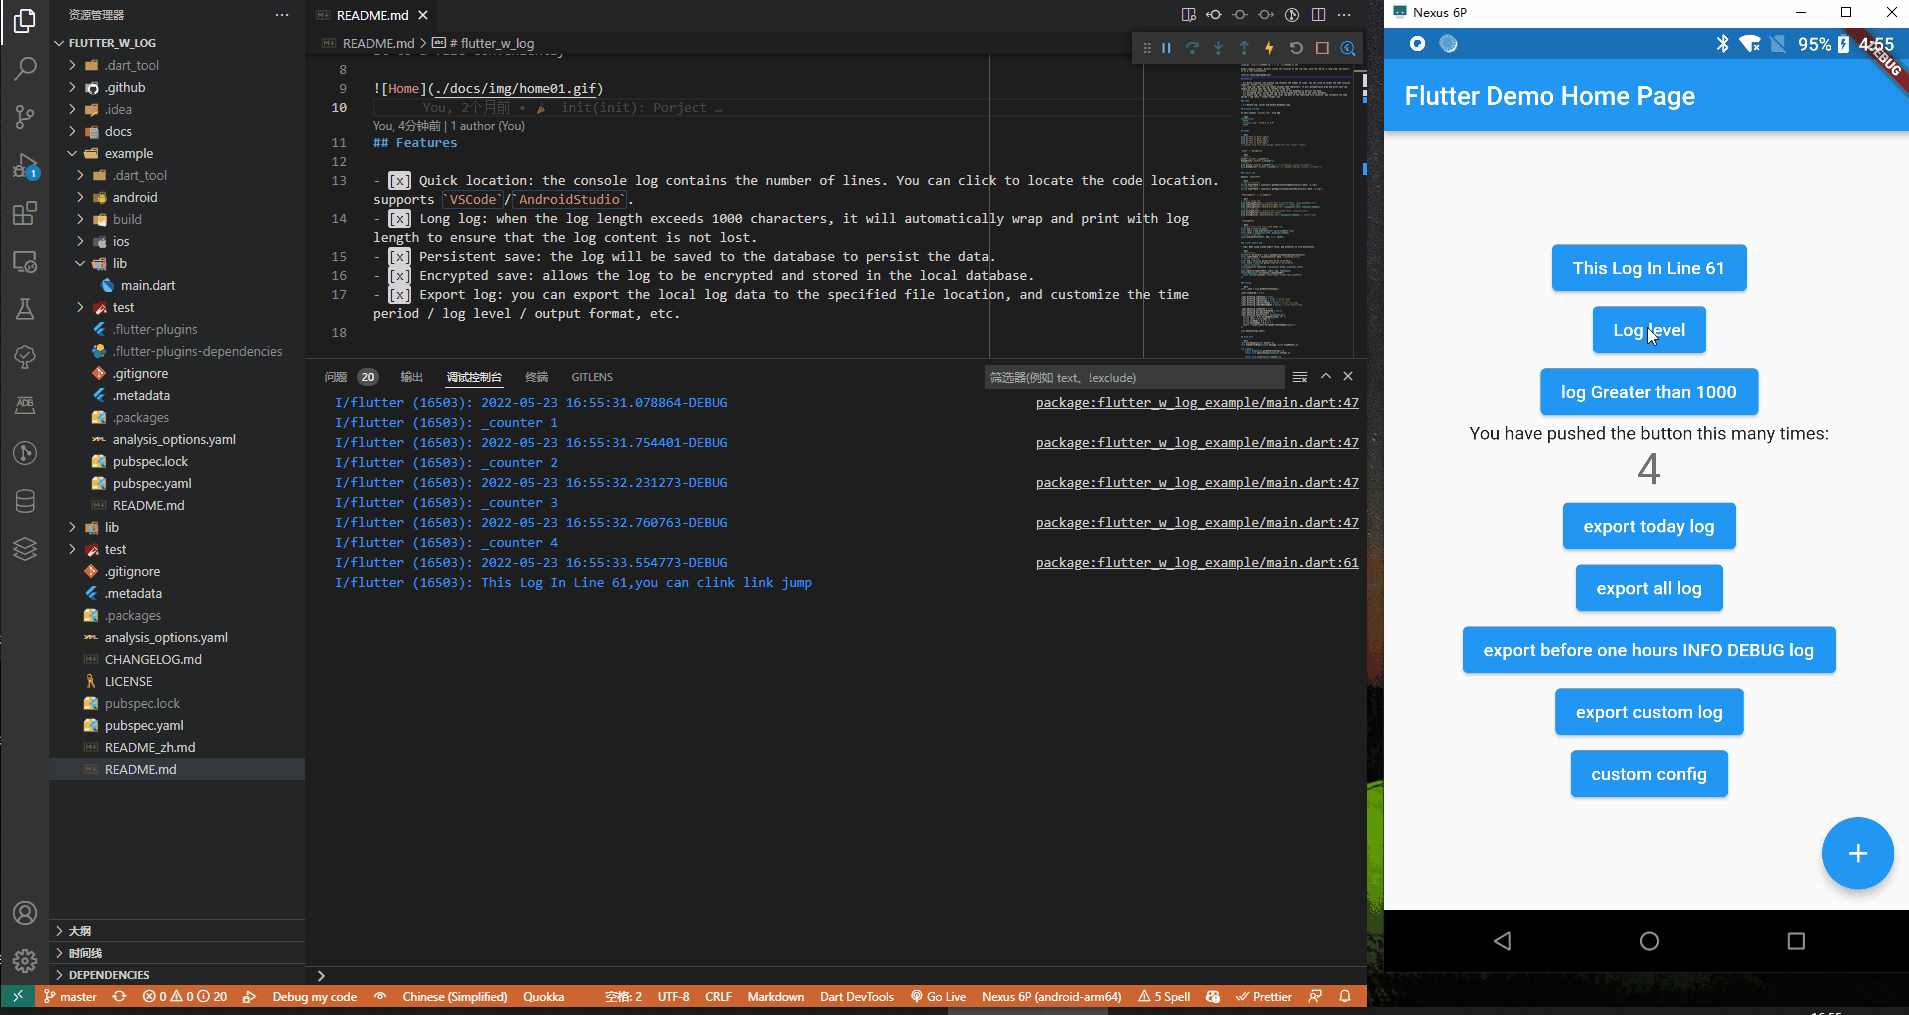 资源管理器
FLUTTER_W_LOG
.dart_tool
.github
.idea
docs
example
.dart_tool
android
build
ios
lib
main.dart
test
.flutter-plugins
.flutter-plugins-dependencies
.gitignore
.metadata
.packages
analysis_options.yaml
pubspec.lock
pubspec.yaml
README.md
lib
test
.gitignore
.metadata
.packages
analysis_options.yaml
CHANGELOG.md
LICENSE
pubspec.lock
pubspec.yaml
README_zh.md
README.md
大纲
时间线
DEPENDENCIES
README.md
README.md > # flutter_w_log
8
9 ![Home](./docs/img/home01.gif)
10 You, 2个月前 • init(init): Porject …
You, 4分钟前 | 1 author (You)
11 ## Features
12
13 - [x] Quick location: the console log contains the number of lines. You can click to locate the code location.
supports `VSCode`/`AndroidStudio`.
14 - [x] Long log: when the log length exceeds 1000 characters, it will automatically wrap and print with log
length to ensure that the log content is not lost.
15 - [x] Persistent save: the log will be saved to the database to persist the data.
16 - [x] Encrypted save: allows the log to be encrypted and stored in the local database.
17 - [x] Export log: you can export the local log data to the specified file location, and customize the time
period / log level / output format, etc.
18
问题 20 输出 调试控制台 终端 GITLENS 筛选器(例如 text、!exclude)
I/flutter (16503): 2022-05-23 16:55:31.078864-DEBUG package:flutter_w_log_example/main.dart:47
I/flutter (16503): _counter 1
I/flutter (16503): 2022-05-23 16:55:31.754401-DEBUG package:flutter_w_log_example/main.dart:47
I/flutter (16503): _counter 2
I/flutter (16503): 2022-05-23 16:55:32.231273-DEBUG package:flutter_w_log_example/main.dart:47
I/flutter (16503): _counter 3
I/flutter (16503): 2022-05-23 16:55:32.760763-DEBUG package:flutter_w_log_example/main.dart:47
I/flutter (16503): _counter 4
I/flutter (16503): 2022-05-23 16:55:33.554773-DEBUG package:flutter_w_log_example/main.dart:61
I/flutter (16503): This Log In Line 61,you can clink link jump
master 0 0 20 Debug my code Chinese (Simplified) Quokka 空格: 2 UTF-8 CRLF Markdown Dart DevTools Go Live Nexus 6P (android-arm64) 5 Spell Prettier
1
ADB
Nexus 6P
95% 4:55
DEBUG
Flutter Demo Home Page
This Log In Line 61
Log level
log Greater than 1000
You have pushed the button this many times:
4
export today log
export all log
export before one hours INFO DEBUG log
export custom log
custom config
+